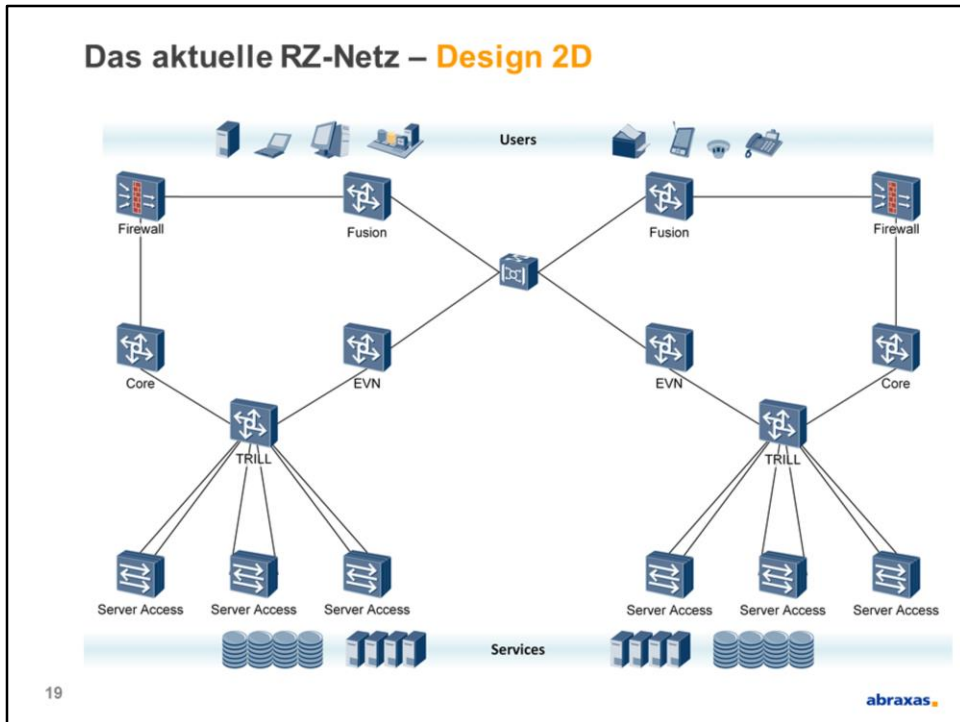 Das aktuelle RZ-Netz – Design 2D
Users
Firewall
Fusion
Fusion
Firewall
Core
EVN
EVN
Core
TRILL
TRILL
Server Access
Server Access
Server Access
Server Access
Server Access
Server Access
Services
19
abraxas